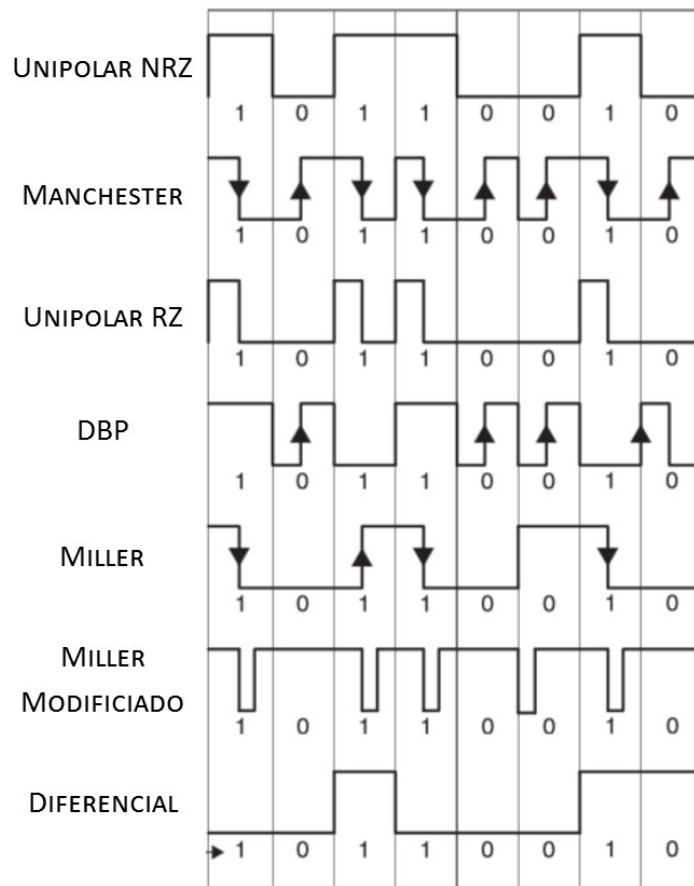 UNIPOLAR NRZ
1 0 1 1 0 0 1 0
MANCHESTER
1 0 1 1 0 0 1 0
UNIPOLAR RZ
1 0 1 1 0 0 1 0
DBP
1 0 1 1 0 0 1 0
MILLER
1 0 1 1 0 0 1 0
MILLER
MODIFICIADO
1 0 1 1 0 0 1 0
DIFERENCIAL
1 0 1 1 0 0 1 0